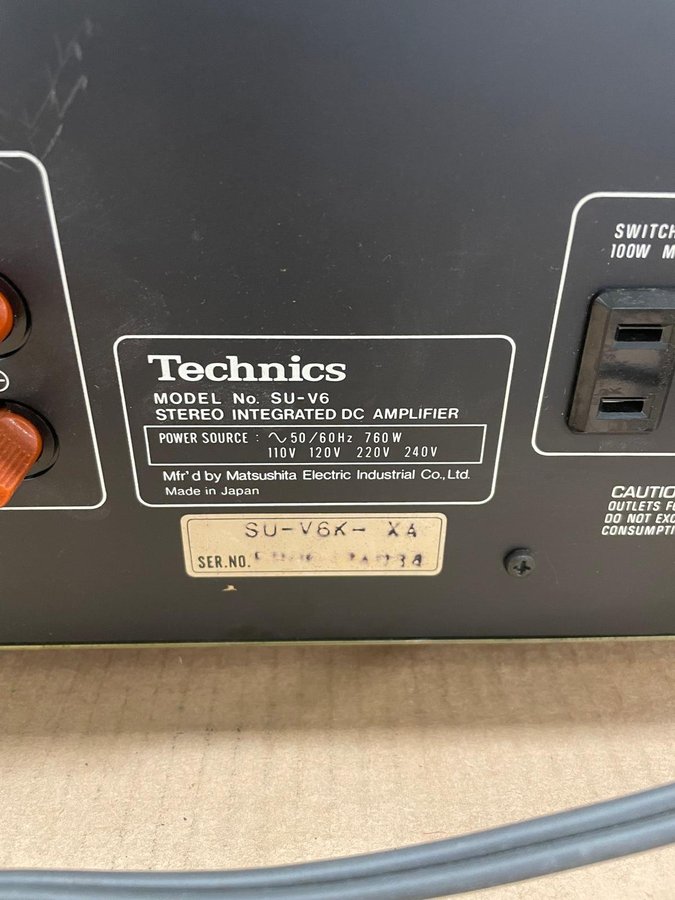 Technics
MODEL No. SU-V6
STEREO INTEGRATED DC AMPLIFIER
POWER SOURCE : ∿50/60Hz 760W
110V 120V 220V 240V
Mfr'd by Matsushita Electric Industrial Co., Ltd.
Made in Japan
SU-V6K- XA
SER.NO.
SWITCH
100W M
CAUTIO
OUTLETS F
DO NOT EXC
CONSUMPTI